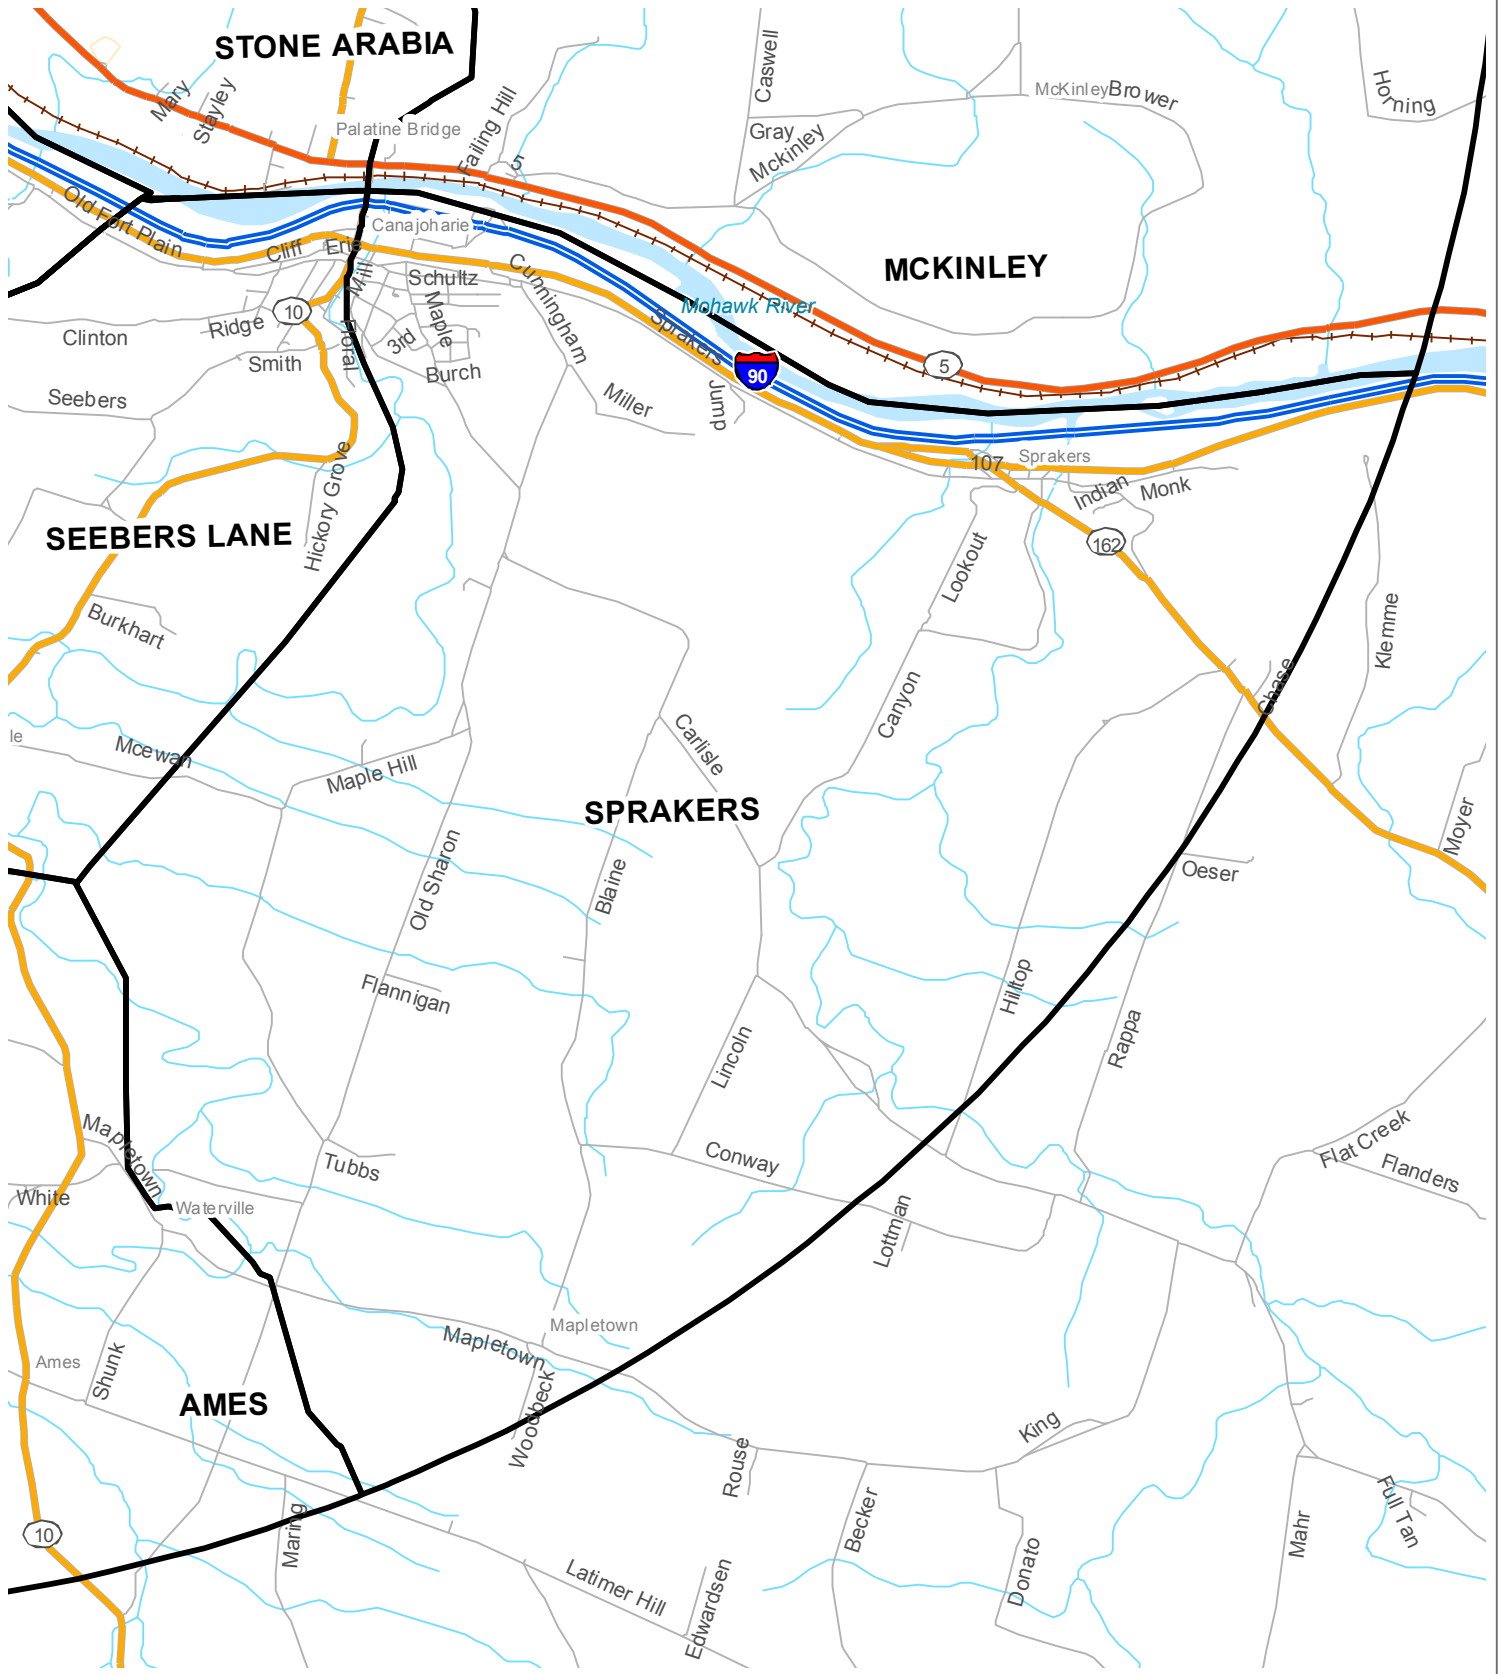 STONE ARABIA
Caswell
Horning
McKinley
Brower
Mary
Stayley
Palatine Bridge
Failing Hill
Gray
Mckinley
5
Old Fort Plain
Canajoharie
Cliff
Erie
Mill
Schultz
Cunningham
MCKINLEY
Mohawk River
10
Ridge
Clinton
Maple
3rd
Floral
Smith
Burch
Sprakers
90
5
Seebers
Miller
Jump
107
Sprakers
Indian
Monk
Hickory Grove
SEEBERS LANE
162
Lookout
Burkhart
Klemme
Chase
Canyon
le
Mcewan
Maple Hill
Carlisle
SPRAKERS
Moyer
Old Sharon
Blaine
Oeser
Flannigan
Hilltop
Rappa
Lincoln
Mapletown
Conway
Tubbs
Flat Creek
Flanders
White
Waterville
Lottman
Mapletown
Mapletown
Ames
Shunk
AMES
Woodbeck
King
Rouse
Becker
Full Tan
Maring
10
Mahr
Donato
Latimer Hill
Edwardsen